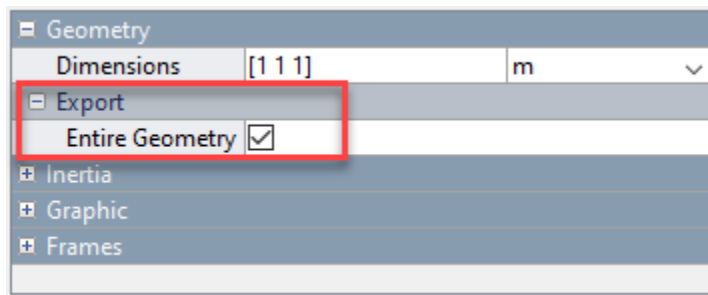 Geometry
Dimensions [1 1 1] m
Export
Entire Geometry
Inertia
Graphic
Frames